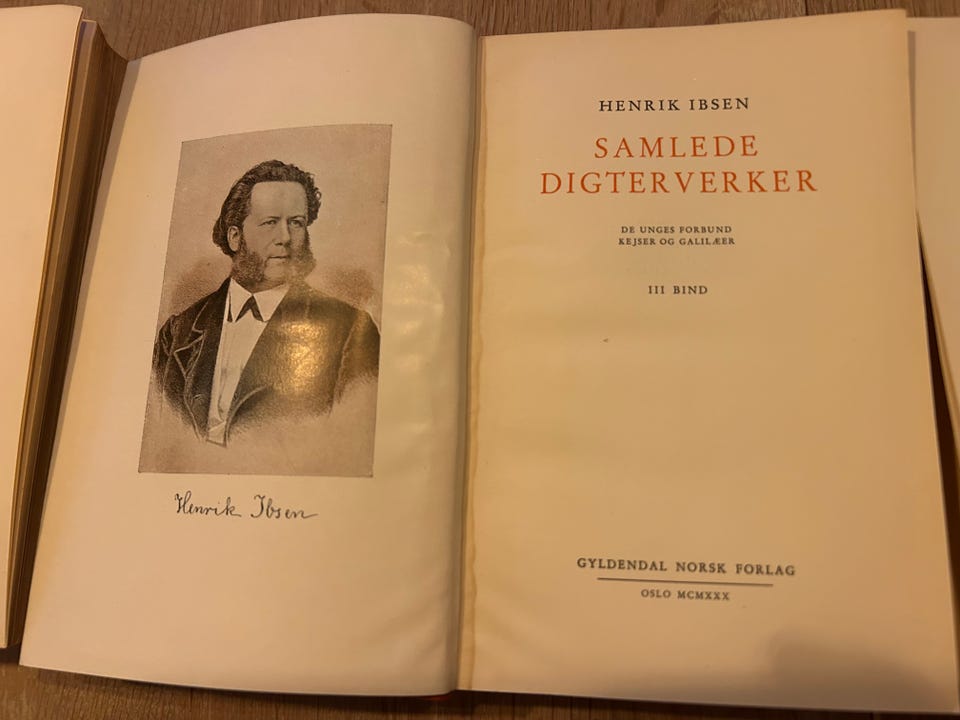 Henrik Ibsen
HENRIK IBSEN
SAMLEDE
DIGTERVERKER
DE UNGES FORBUND
KEJSER OG GALILÆER
III BIND
GYLDENDAL NORSK FORLAG
OSLO MCMXXX